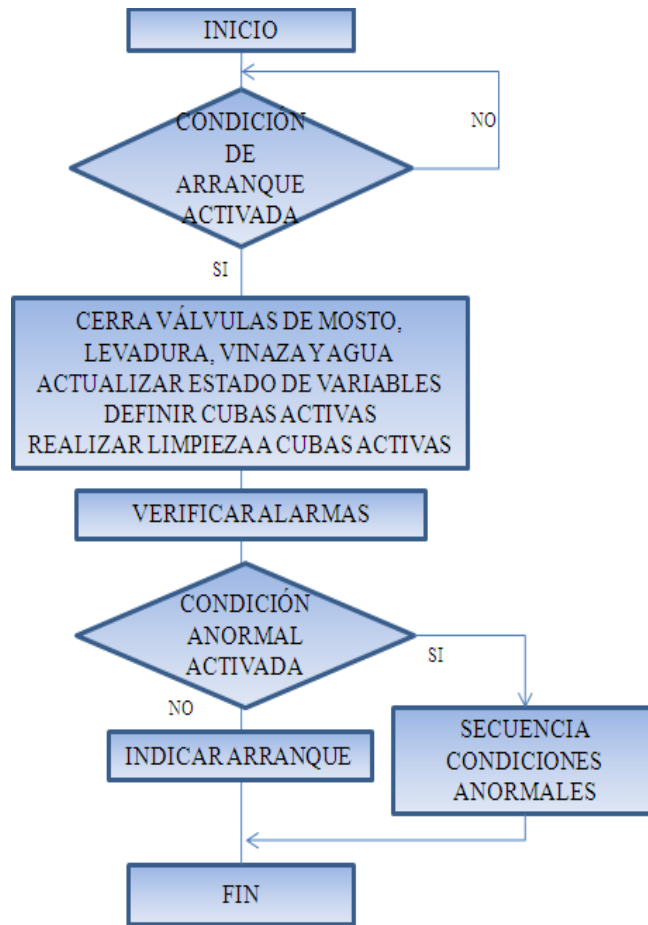 INICIO
CONDICIÓN
DE
ARRANQUE
ACTIVADA
NO
SI
CERRA VÁLVULAS DE MOSTO,
LEVADURA, VINAZA Y AGUA
ACTUALIZAR ESTADO DE VARIABLES
DEFINIR CUBAS ACTIVAS
REALIZAR LIMPIEZA A CUBAS ACTIVAS
VERIFICAR ALARMAS
CONDICIÓN
ANORMAL
ACTIVADA
SI
NO
INDICAR ARRANQUE
SECUENCIA
CONDICIONES
ANORMALES
FIN